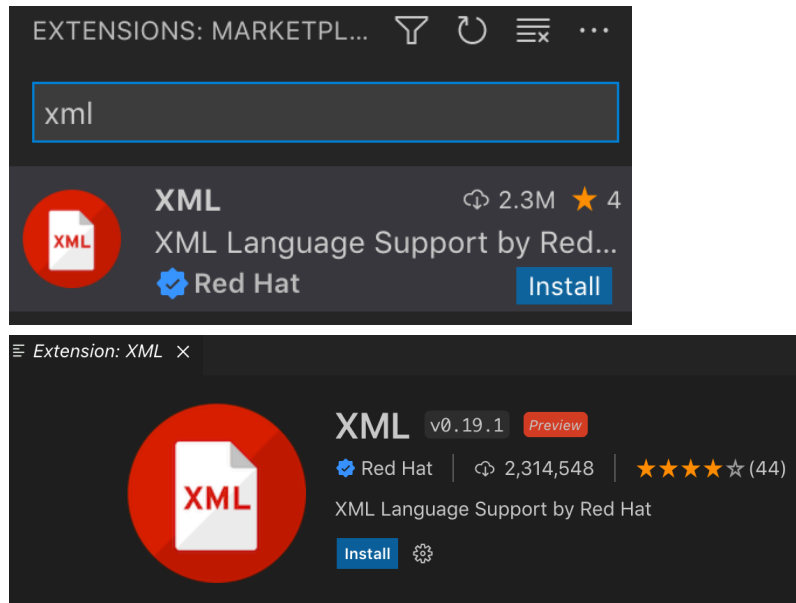 EXTENSIONS: MARKETPL...
xml
XML 2.3M 4
XML
XML Language Support by Red...
Red Hat Install
Extension: XML
XML v0.19.1 Preview
Red Hat 2,314,548 (44)
XML
XML Language Support by Red Hat
Install